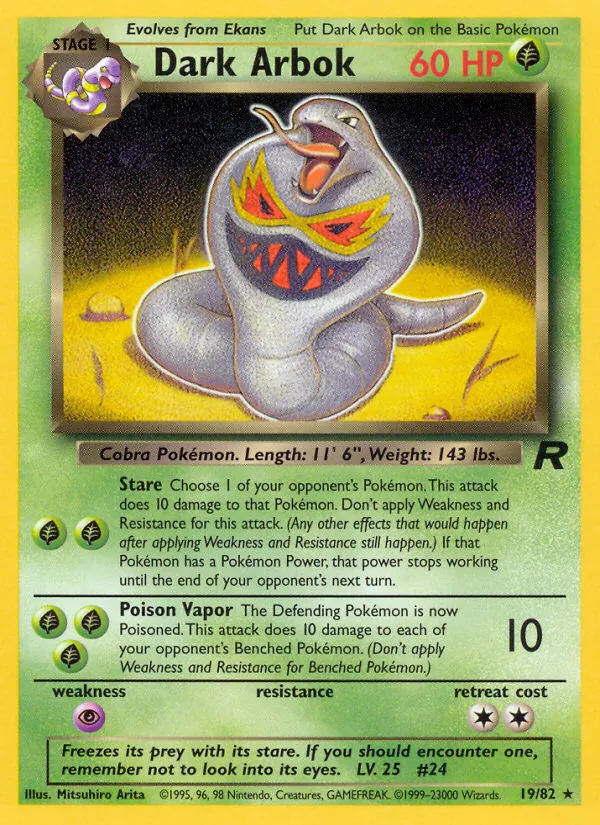 Evolves from Ekans Put Dark Arbok on the Basic Pokémon
STAGE 1
Dark Arbok 60 HP
Cobra Pokémon. Length: 11' 6", Weight: 143 lbs.
R
Stare Choose 1 of your opponent's Pokémon. This attack
does 10 damage to that Pokémon. Don't apply Weakness and
Resistance for this attack. (Any other effects that would happen
after applying Weakness and Resistance still happen.) If that
Pokémon has a Pokémon Power, that power stops working
until the end of your opponent's next turn.
Poison Vapor The Defending Pokémon is now
Poisoned. This attack does 10 damage to each of
your opponent's Benched Pokémon. (Don't apply
Weakness and Resistance for Benched Pokémon.)
10
weakness resistance retreat cost
Freezes its prey with its stare. If you should encounter one,
remember not to look into its eyes. LV. 25 #24
Illus. Mitsuhiro Arita ©1995, 96, 98 Nintendo, Creatures, GAMEFREAK. ©1999-23000 Wizards. 19/82 ★